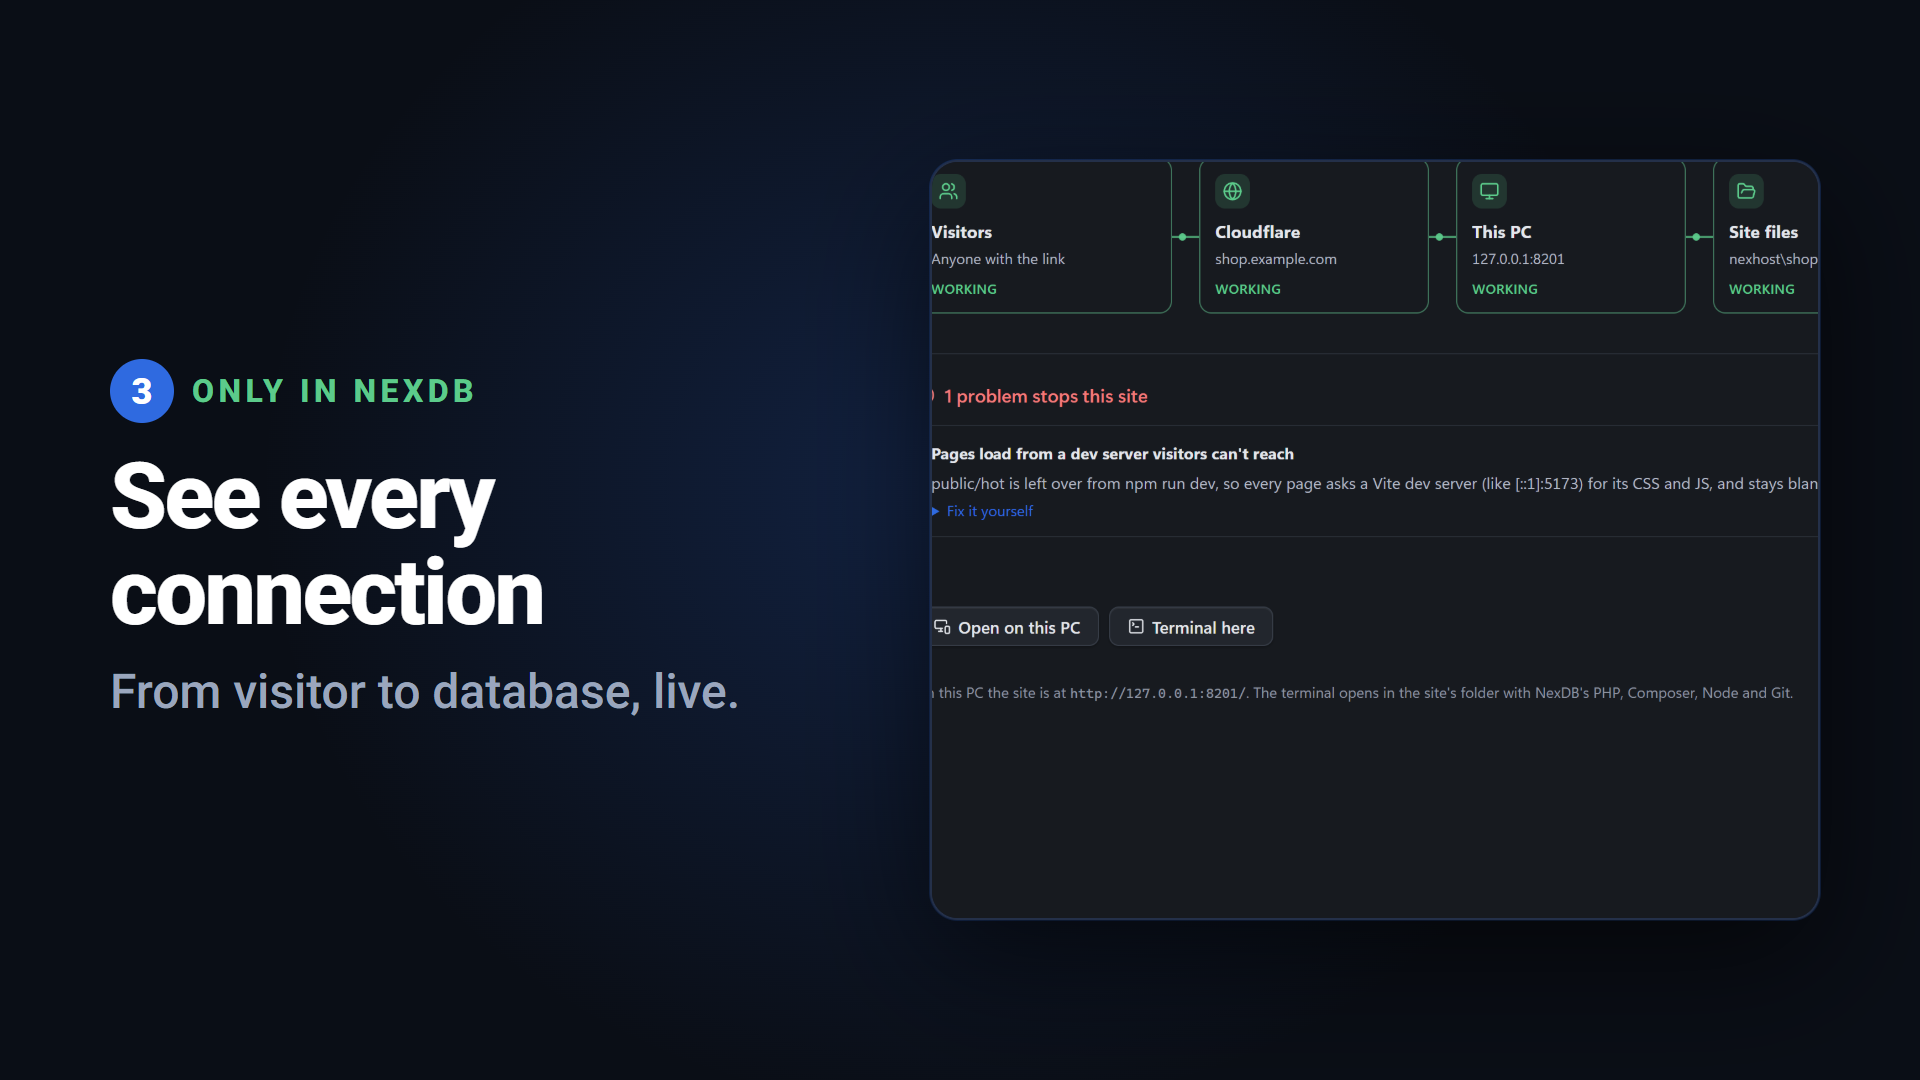 3 ONLY IN NEXDB
See every
connection
From visitor to database, live.
Visitors
Anyone with the link
WORKING
Cloudflare
shop.example.com
WORKING
This PC
127.0.0.1:8201
WORKING
Site files
nexhost\shop
WORKING
1 problem stops this site
Pages load from a dev server visitors can't reach
public/hot is left over from npm run dev, so every page asks a Vite dev server (like [::1]:5173) for its CSS and JS, and stays blan
Fix it yourself
Open on this PC
Terminal here
this PC the site is at http://127.0.0.1:8201/. The terminal opens in the site's folder with NexDB's PHP, Composer, Node and Git.